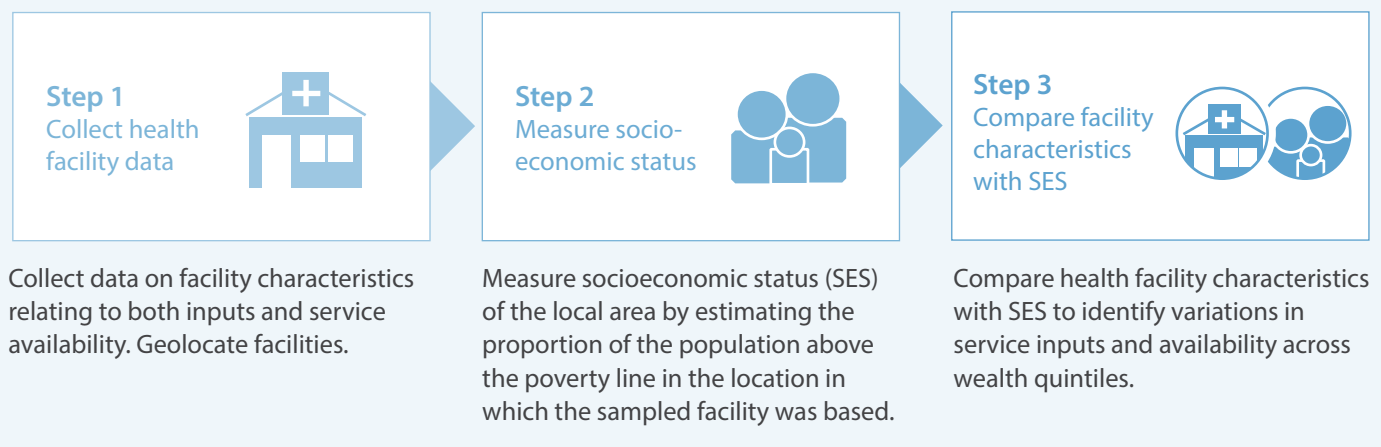 Step 1
Collect health
facility data
Step 2
Measure socio-
economic status
Step 3
Compare facility
characteristics
with SES
Collect data on facility characteristics
relating to both inputs and service
availability. Geolocate facilities.
Measure socioeconomic status (SES)
of the local area by estimating the
proportion of the population above
the poverty line in the location in
which the sampled facility was based.
Compare health facility characteristics
with SES to identify variations in
service inputs and availability across
wealth quintiles.